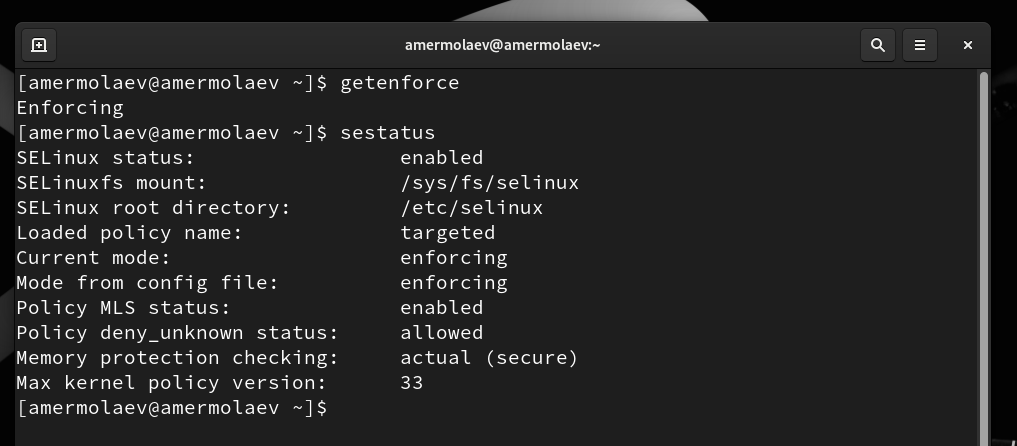 amermolaev@amermolaev:~
[amermolaev@amermolaev ~]$ getenforce
Enforcing
[amermolaev@amermolaev ~]$ sestatus
SELinux status:                 enabled
SELinuxfs mount:                /sys/fs/selinux
SELinux root directory:         /etc/selinux
Loaded policy name:             targeted
Current mode:                   enforcing
Mode from config file:          enforcing
Policy MLS status:              enabled
Policy deny_unknown status:     allowed
Memory protection checking:     actual (secure)
Max kernel policy version:      33
[amermolaev@amermolaev ~]$